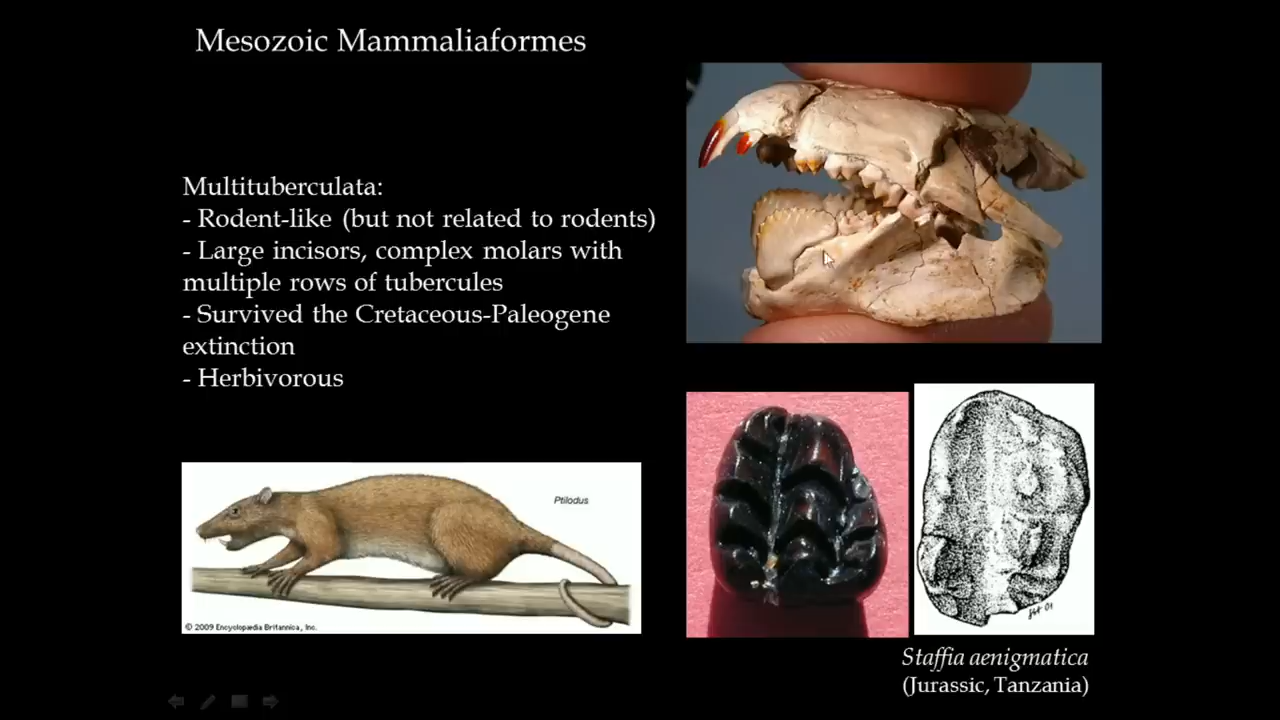 Mesozoic Mammaliaformes
Multituberculata:
- Rodent-like (but not related to rodents)
- Large incisors, complex molars with
multiple rows of tubercules
- Survived the Cretaceous-Paleogene
extinction
- Herbivorous
Ptilodus
© 2009 Encyclopædia Britannica, Inc.
Staffia aenigmatica
(Jurassic, Tanzania)